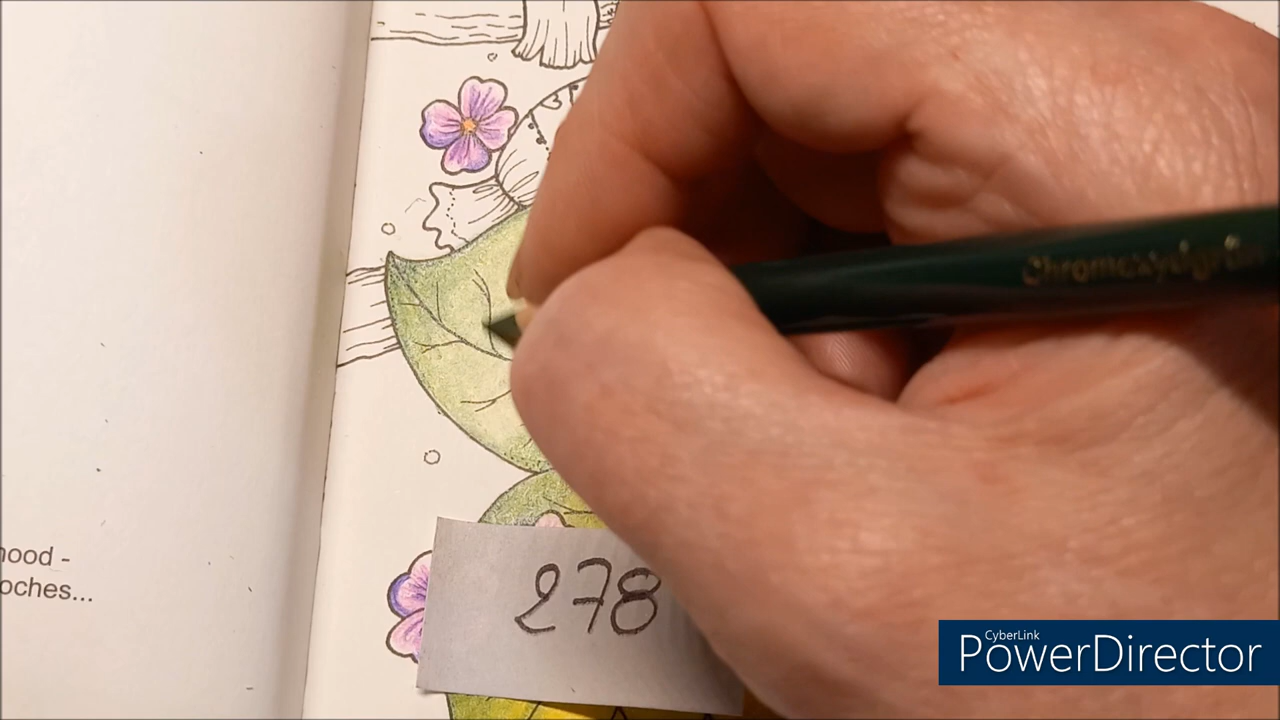 Chromoxydgrün
hood -
oches...
278
CyberLink
PowerDirector